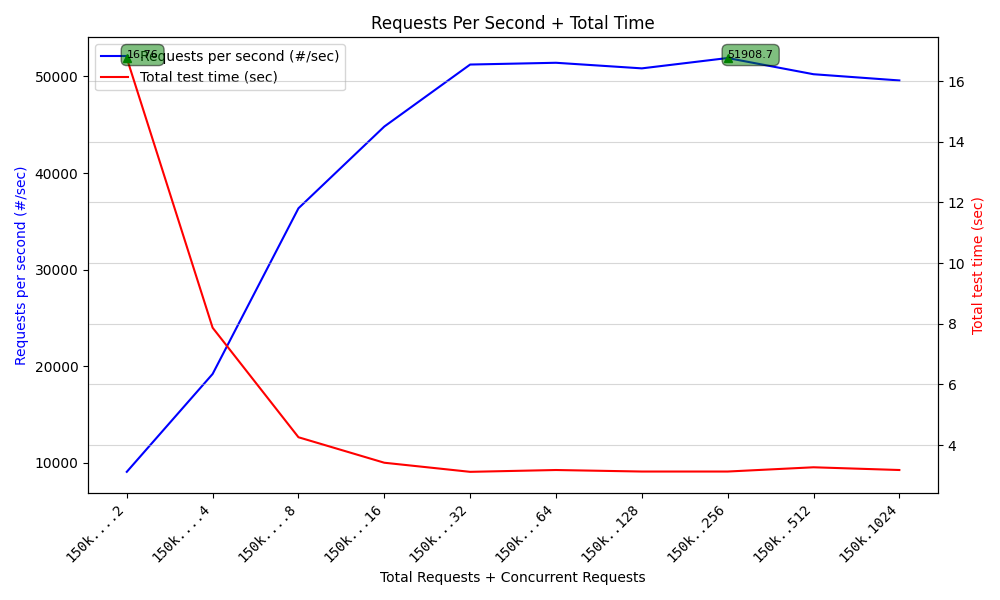 Requests Per Second + Total Time
16.76
Requests per second (#/sec)
Total test time (sec)
51908.7
50000
40000
30000
20000
10000
Requests per second (#/sec)
16
14
12
10
8
6
4
Total test time (sec)
150k....2
150k....4
150k....8
150k...16
150k...32
150k...64
150k..128
150k..256
150k..512
150k.1024
Total Requests + Concurrent Requests